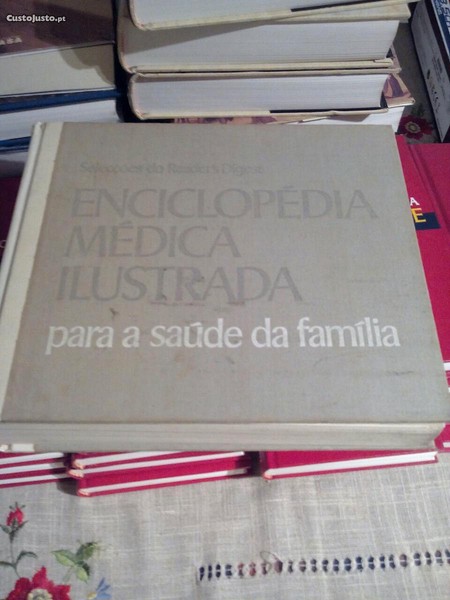 CustoJusto.pt
Selecções do Reader's Digest
ENCICLOPÉDIA
MÉDICA
ILUSTRADA
para a saúde da família